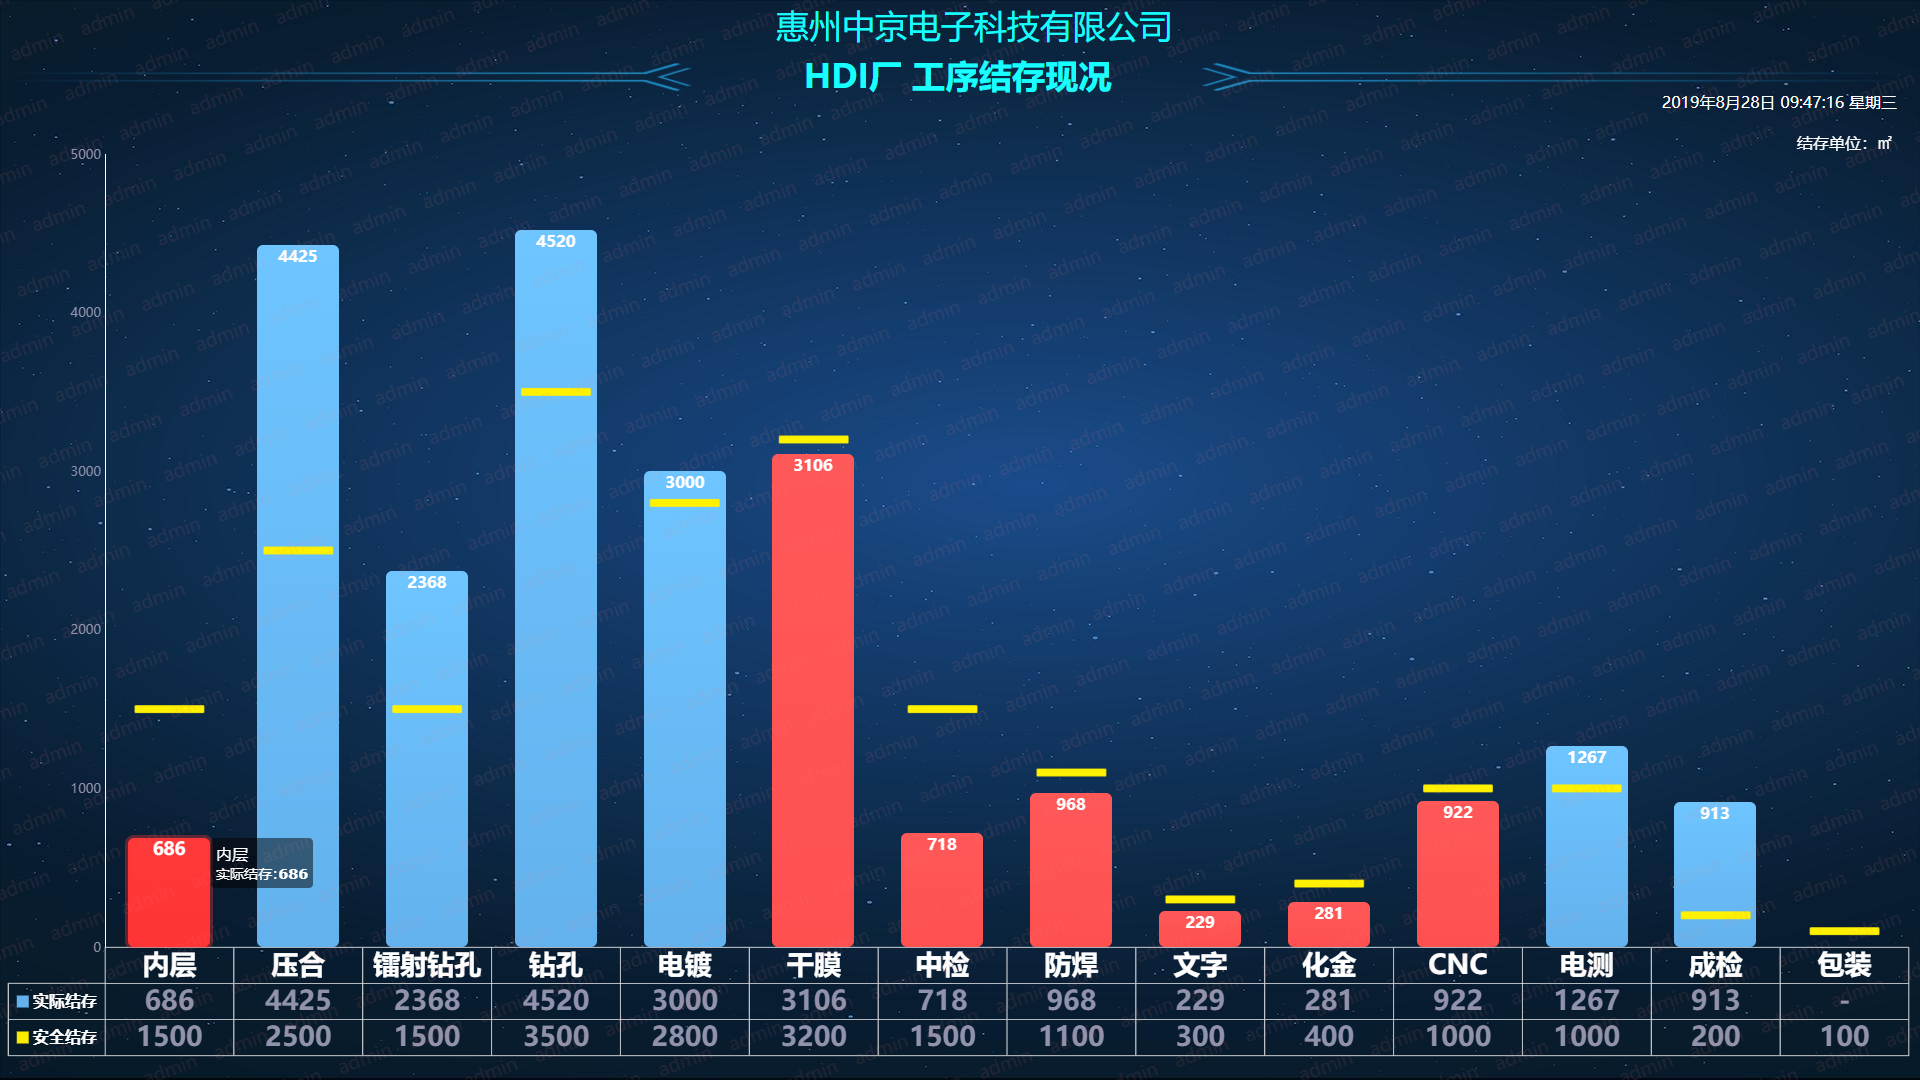 惠州中京电子科技有限公司
HDI厂 工序结存现况
2019年8月28日 09:47:16 星期三
结存单位：㎡
5000
4000
3000
2000
1000
0
686
4425
2368
4520
3000
3106
718
968
229
281
922
1267
913
内层
实际结存:686
内层 压合 镭射钻孔 钻孔 电镀 干膜 中检 防焊 文字 化金 CNC 电测 成检 包装
实际结存 686 4425 2368 4520 3000 3106 718 968 229 281 922 1267 913 -
安全结存 1500 2500 1500 3500 2800 3200 1500 1100 300 400 1000 1000 200 100
admin